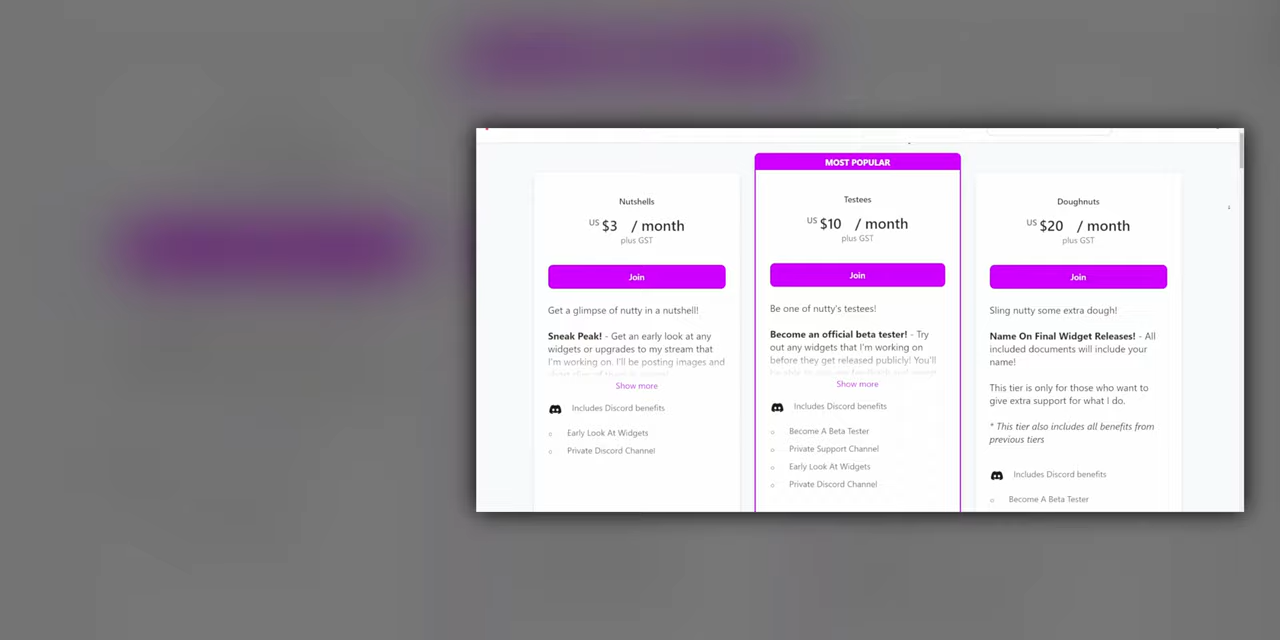 MOST POPULAR
Nutshells
US $3 / month
plus GST
Join
Get a glimpse of nutty in a nutshell!
Sneak Peak! - Get an early look at any
widgets or upgrades to my stream that
I'm working on. I'll be posting images and
Show more
Includes Discord benefits
Early Look At Widgets
Private Discord Channel
Testees
US $10 / month
plus GST
Join
Be one of nutty's testees!
Become an official beta tester! - Try
out any widgets that I'm working on
before they get released publicly! You'll
Show more
Includes Discord benefits
Become A Beta Tester
Private Support Channel
Early Look At Widgets
Private Discord Channel
Doughnuts
US $20 / month
plus GST
Join
Sling nutty some extra dough!
Name On Final Widget Releases! - All
included documents will include your
name!
This tier is only for those who want to
give extra support for what I do.
* This tier also includes all benefits from
previous tiers
Includes Discord benefits
Become A Beta Tester